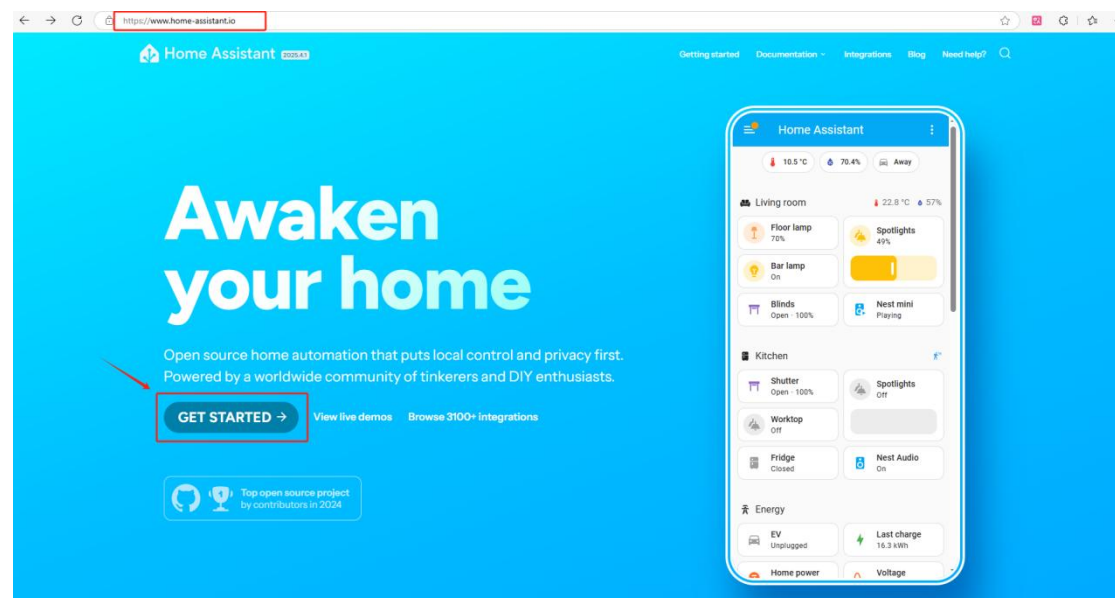 https://www.home-assistant.io
Home Assistant 2025.4.1
Getting started Documentation Integrations Blog Need help?
Awaken
your home
Open source home automation that puts local control and privacy first.
Powered by a worldwide community of tinkerers and DIY enthusiasts.
GET STARTED → View live demos Browse 3100+ integrations
Top open source project
by contributors in 2024
Home Assistant
10.5 °C 70.4% Away
Living room 22.8 °C 57%
Floor lamp
70%
Spotlights
49%
Bar lamp
On
Blinds
Open · 100%
Nest mini
Playing
Kitchen
Shutter
Open · 100%
Spotlights
Off
Worktop
Off
Fridge
Closed
Nest Audio
On
Energy
EV
Unplugged
Last charge
16.3 kWh
Home power
Voltage